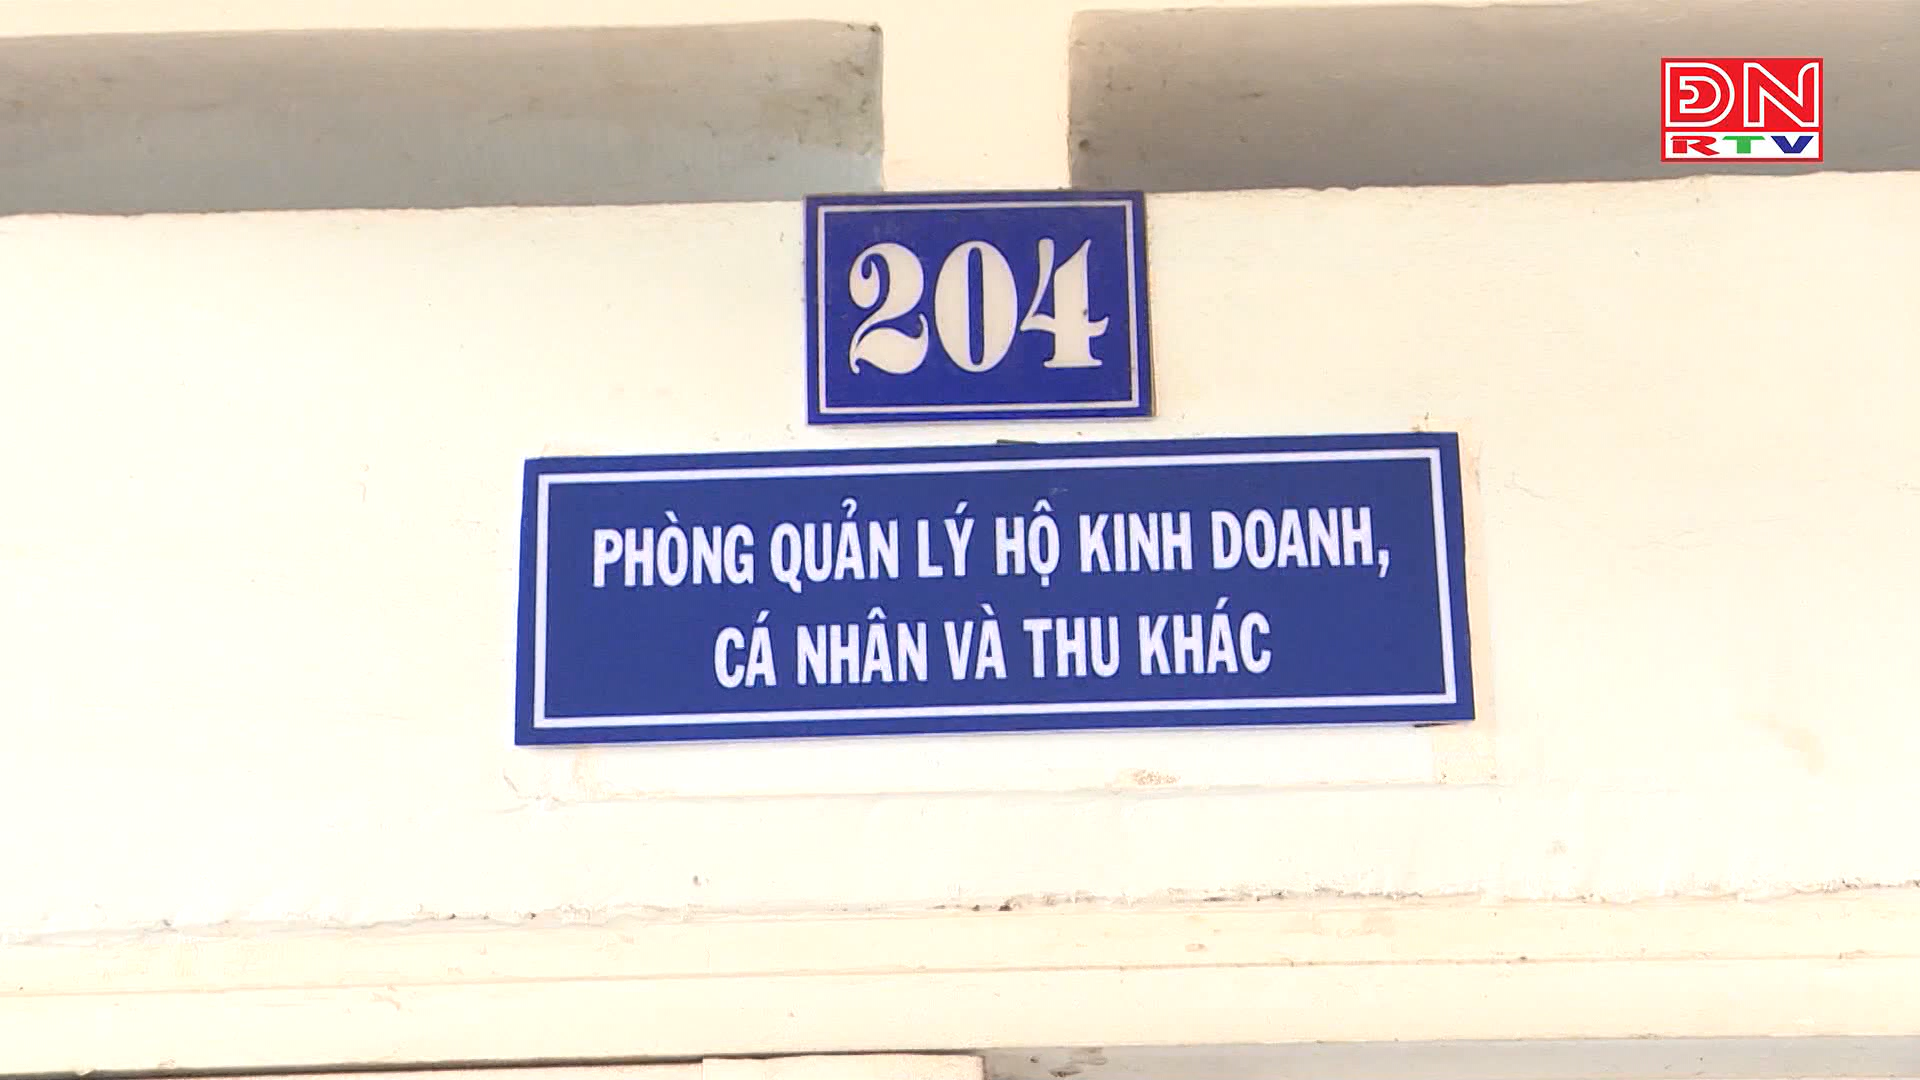 ĐN
RTV
204
PHÒNG QUẢN LÝ HỘ KINH DOANH,
CÁ NHÂN VÀ THU KHÁC